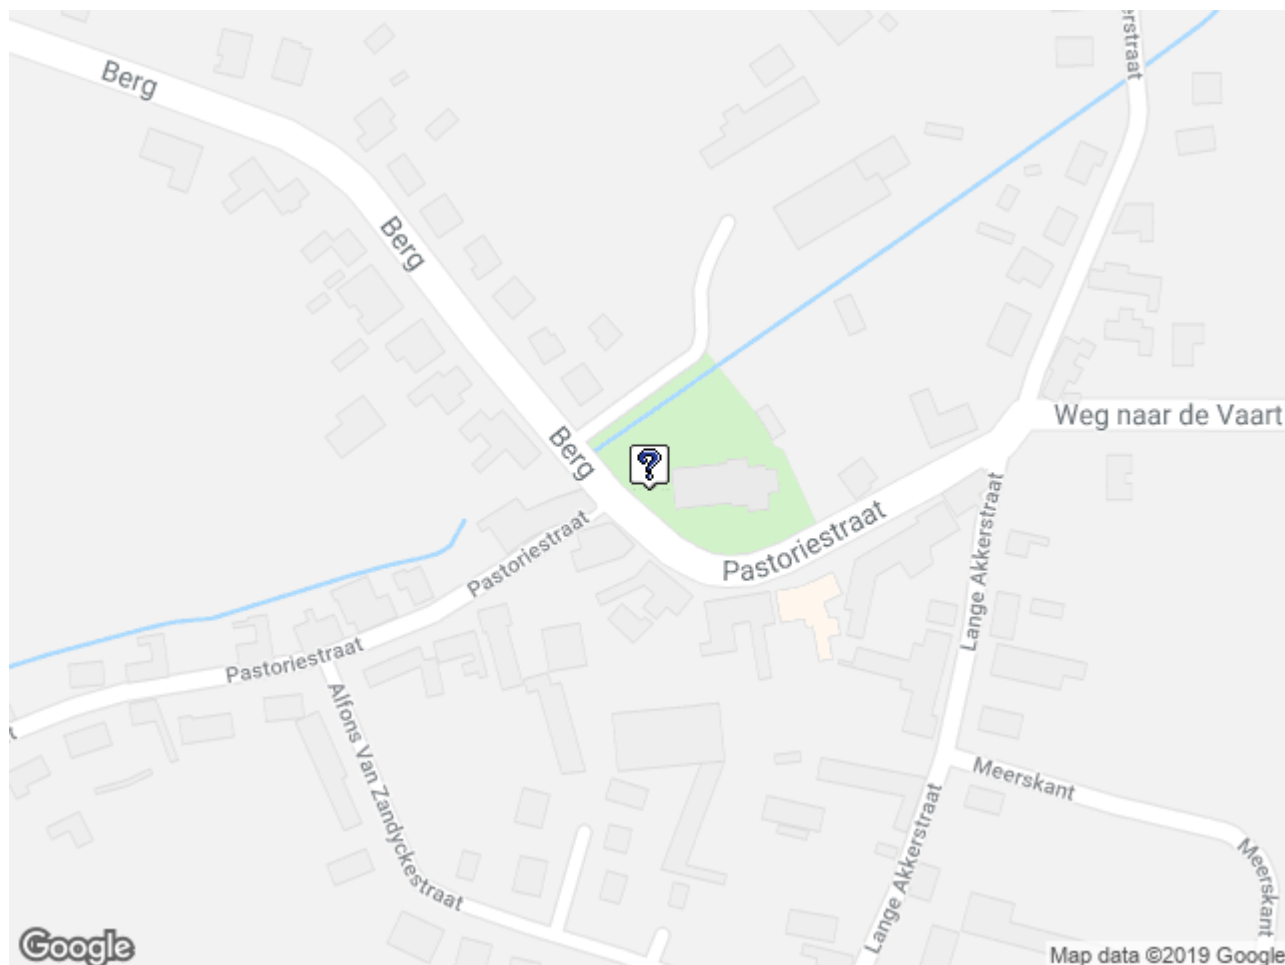 erstraat
Berg
Berg
Weg naar de Vaart
Berg
?
Pastoriestraat
Pastoriestraat
Lange Akkerstraat
Pastoriestraat
Alfons Van Zandyckestraat
Meerskant
Lange Akkerstraat
Meerskant
Google
Map data ©2019 Google